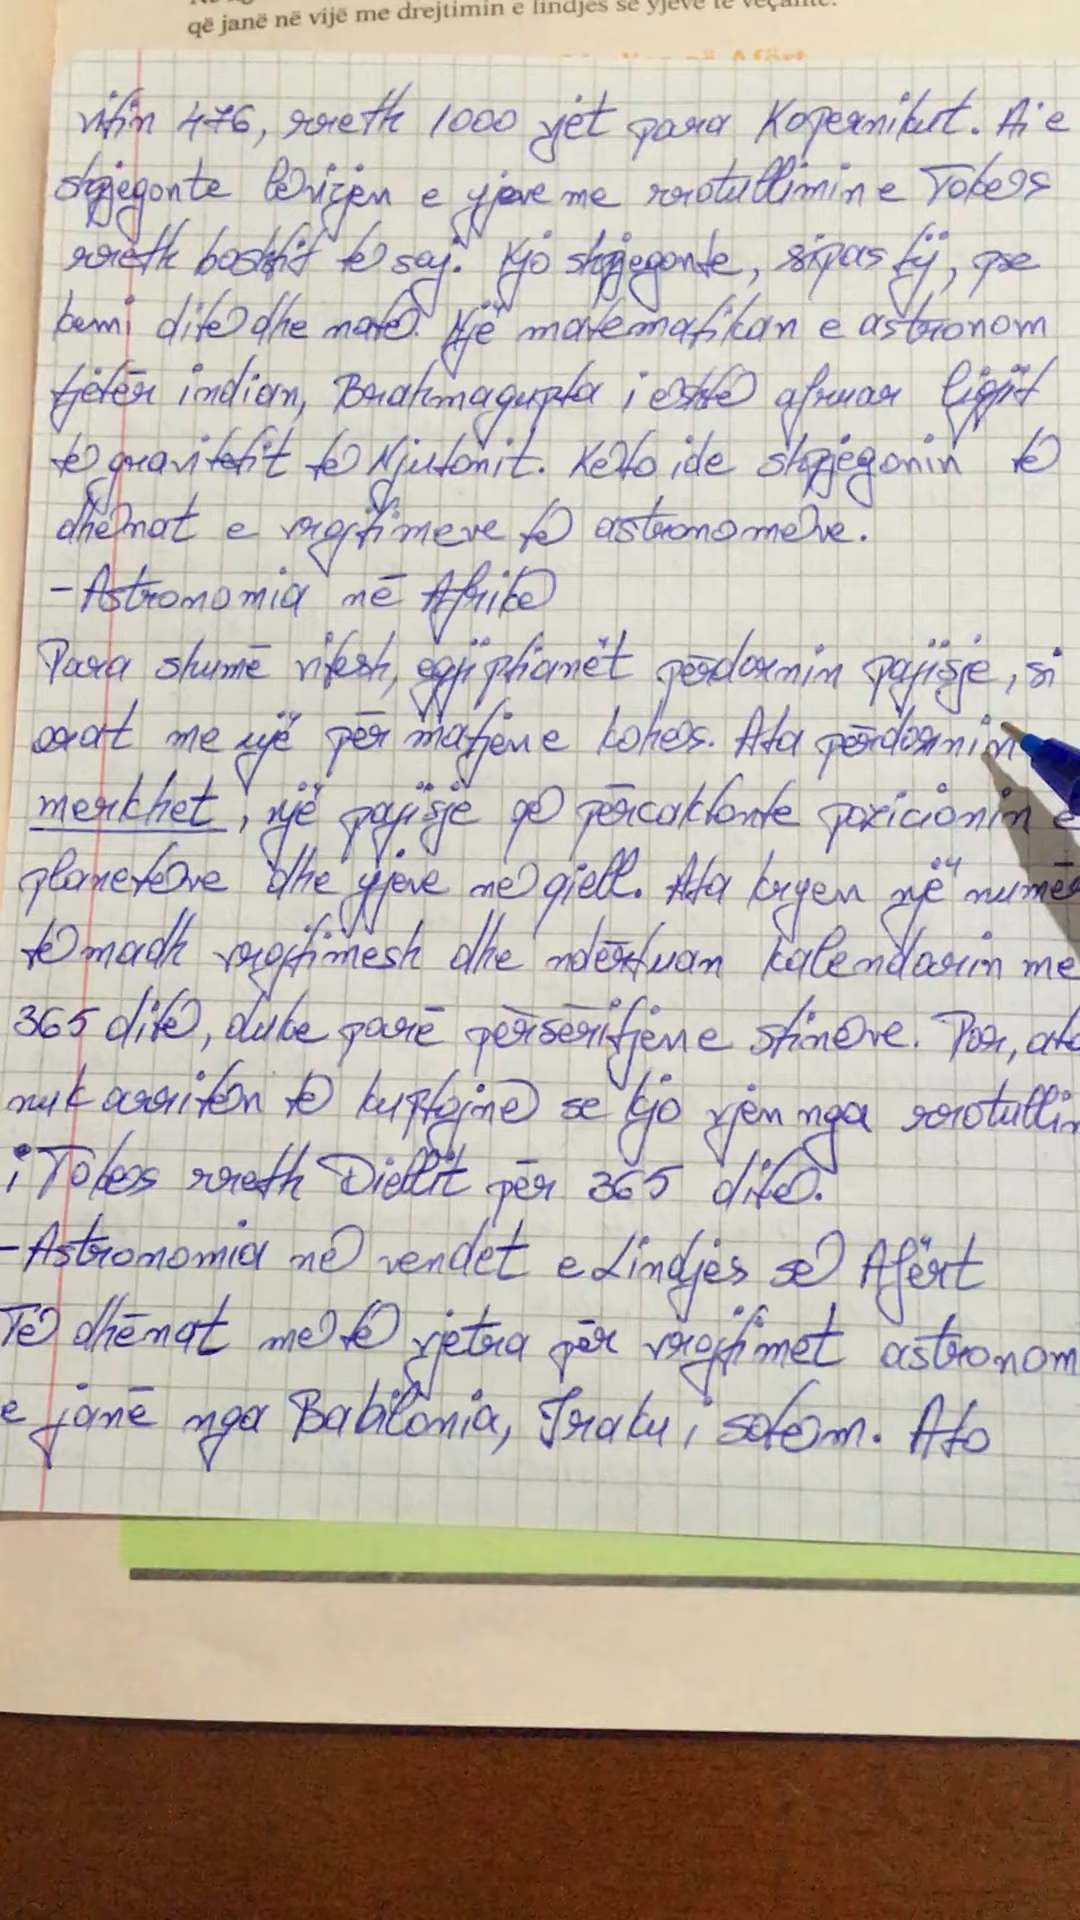 që janë në vijë me drejtimin e lindjes së yjeve të veçantë.
vitin 476, rreth 1000 vjet para Kopernikut. Ai e
shpjegonte lëvizjen e yjeve me rrotullimin e Tokës
rreth boshtit të saj. Kjo shpjegonte, sipas tij, pse
kemi ditë dhe natë. Një matematikan e astronom
tjetër indian, Brahmagupta i është afruar ligjit
të gravitetit të Njutonit. Këto ide shpjegonin të
dhënat e vrojtimeve të astronomëve.
-Astronomia në Afrikë
Para shumë vitesh, egjiptianët përdornin pajisje, si
orat me ujë për matjen e kohës. Ata përdornin
merkhet, një pajisje që përcaktonte pozicionin e
planetëve dhe yjeve në qiell. Ata kryen një numër
të madh vrojtimesh dhe ndërtuan kalendarin me
365 ditë, duke parë përsëritjen e stinëve. Por, ata
nuk arritën të kuptojnë se kjo vjen nga rrotullim
i Tokës rreth Diellit për 365 ditë.
-Astronomia në vendet e Lindjes së Afërt
Të dhënat më të vjetra për vrojtimet astronom
e janë nga Babilonia, Iraku i sotëm. Ato